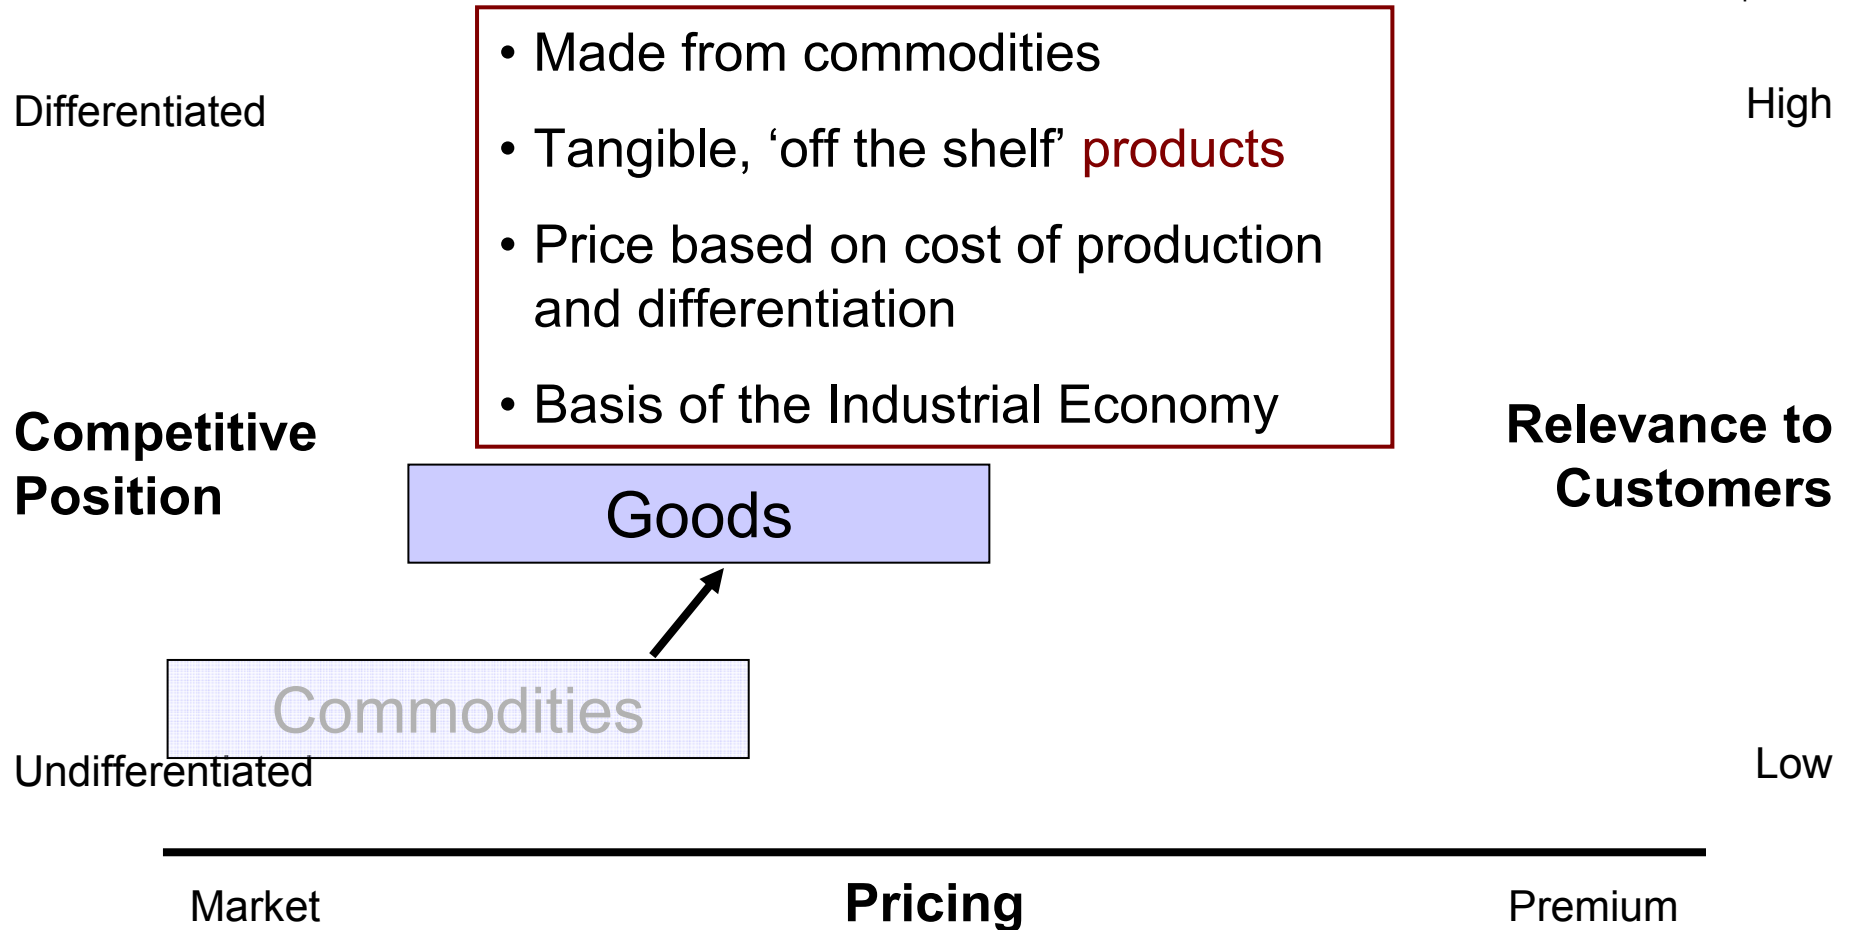 • Made from commodities
Differentiated
High
• Tangible, ‘off the shelf’ products
• Price based on cost of production
and differentiation
• Basis of the Industrial Economy
Competitive
Position
Relevance to
Customers
Goods
Commodities
Undifferentiated
Low
Market
Pricing
Premium